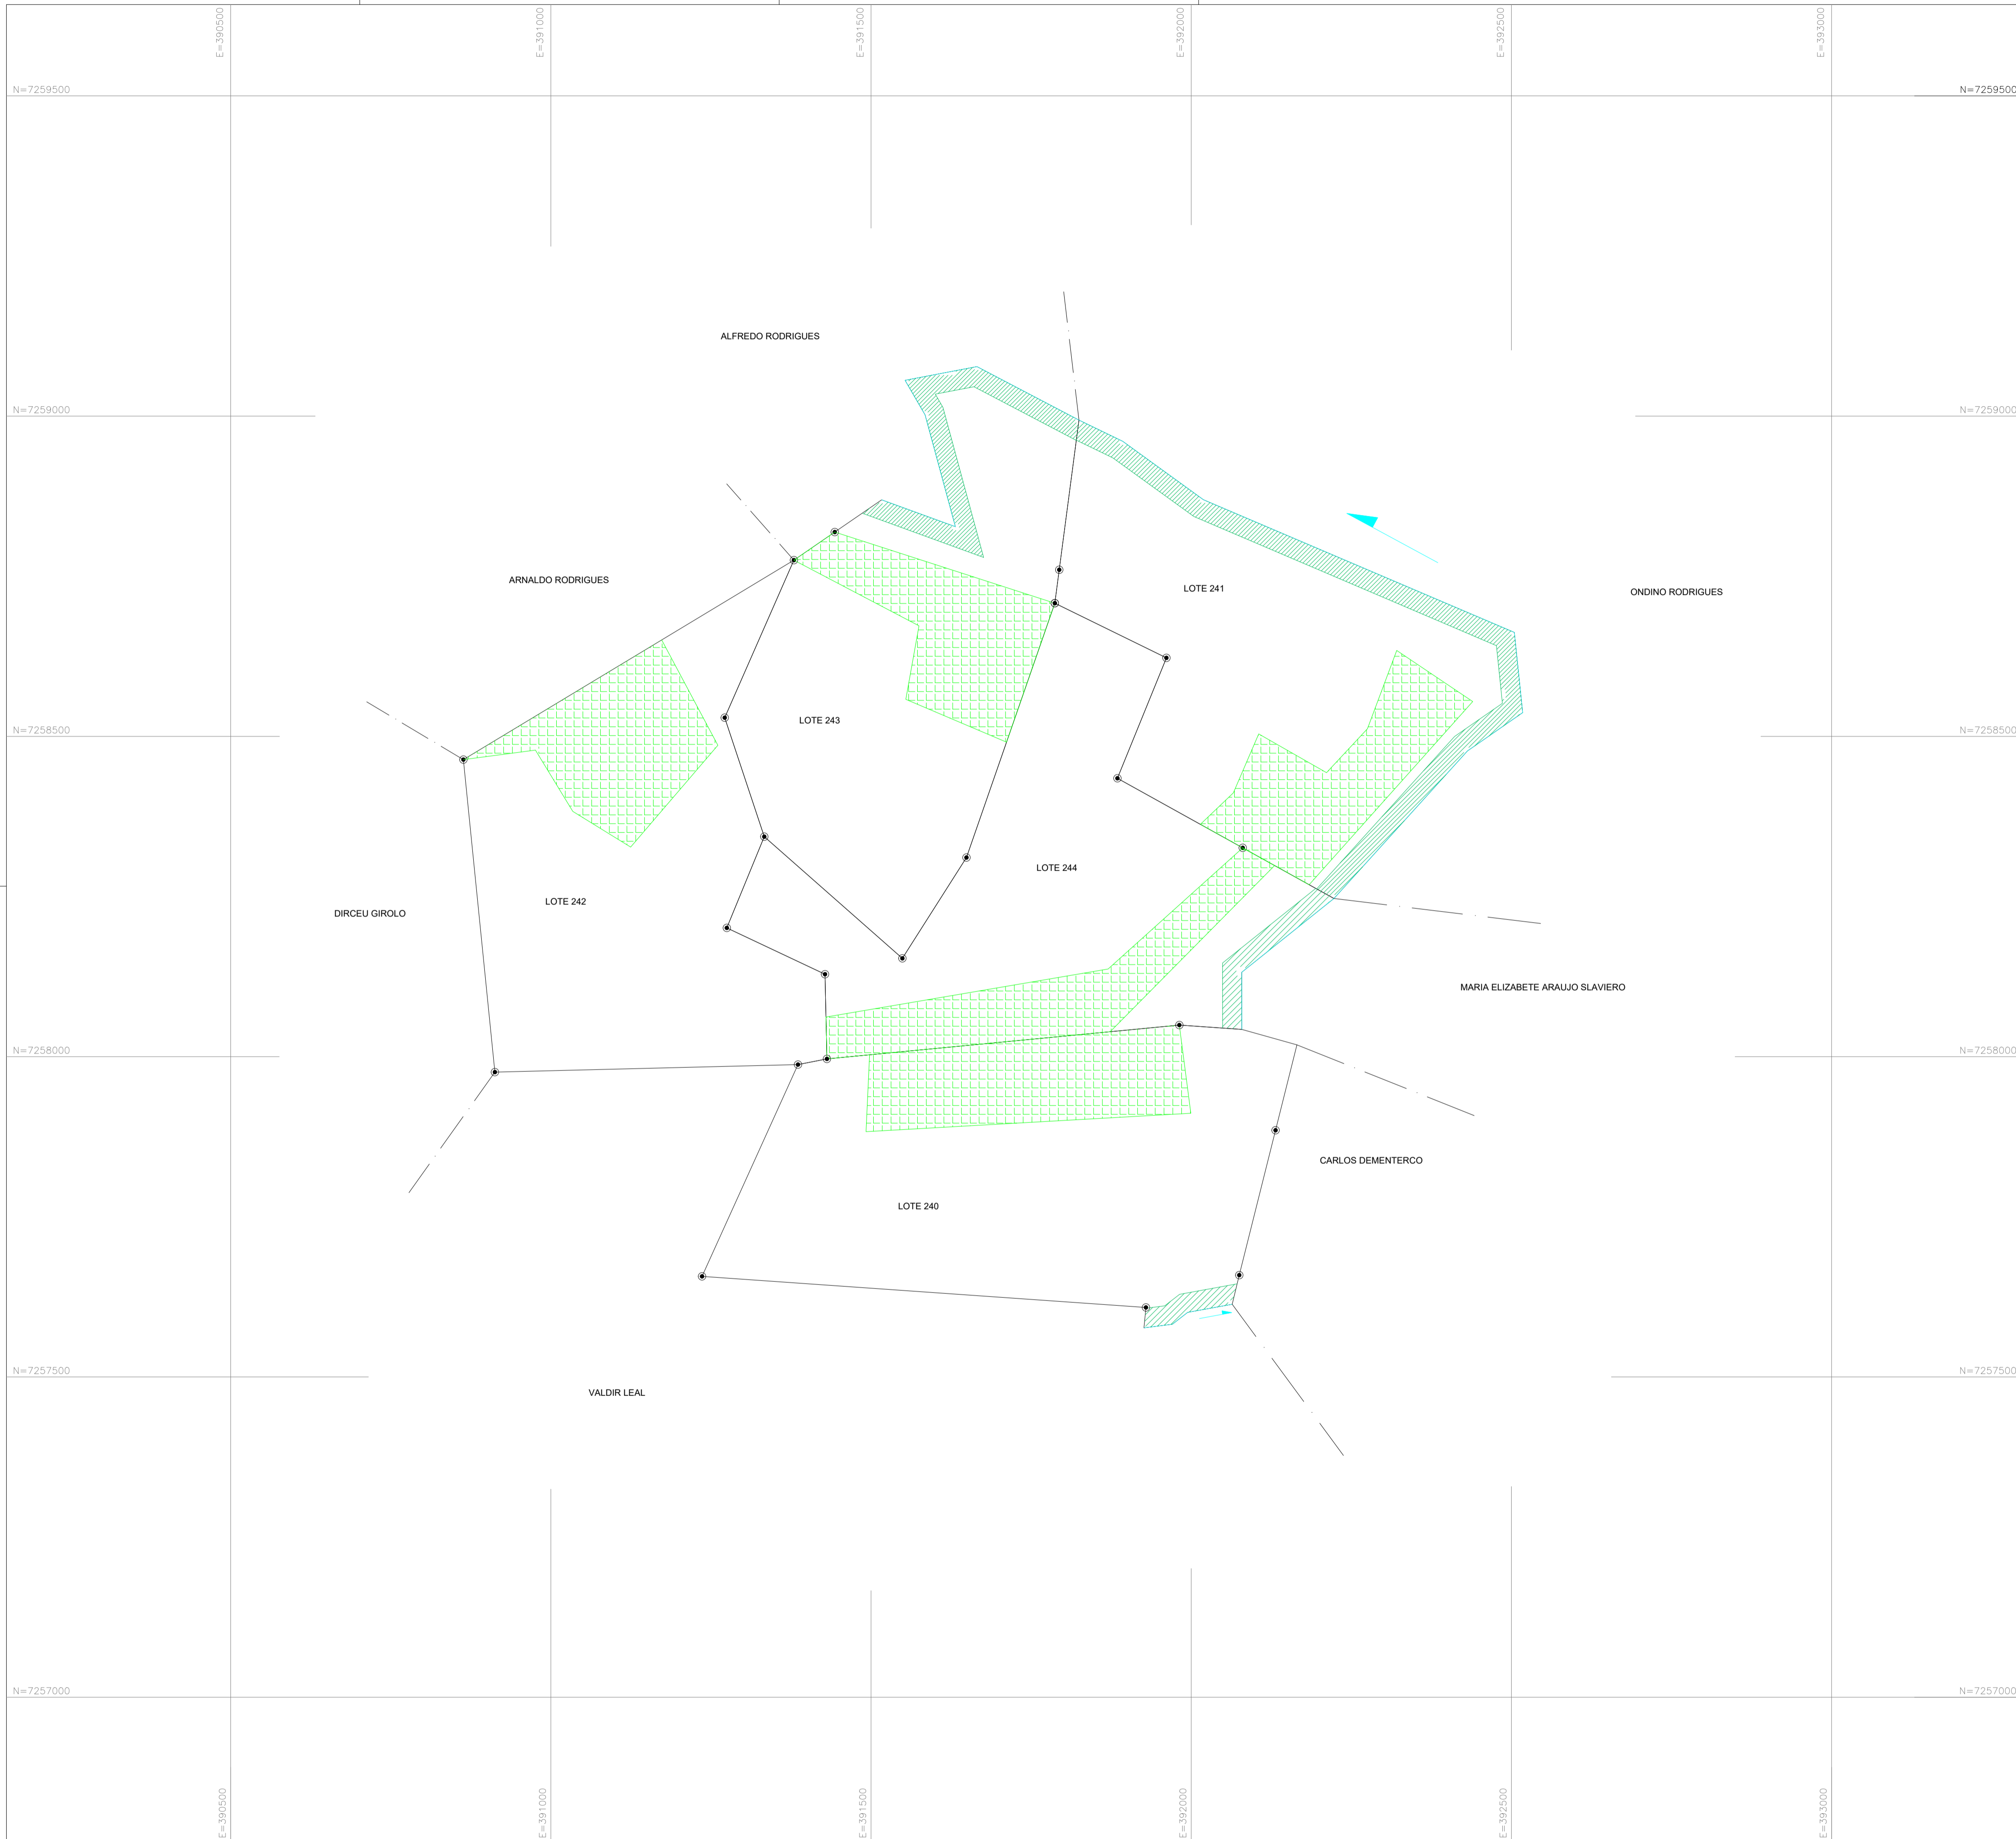 E=390500
E=391000
E=391500
E=392000
E=392500
E=393000
N=7259500
N=7259500
ALFREDO RODRIGUES
N=7259000
N=7259000
ARNALDO RODRIGUES
LOTE 241
ONDINO RODRIGUES
LOTE 243
N=7258500
N=7258500
LOTE 244
LOTE 242
DIRCEU GIROLO
MARIA ELIZABETE ARAUJO SLAVIERO
N=7258000
N=7258000
CARLOS DEMENTERCO
LOTE 240
N=7257500
N=7257500
VALDIR LEAL
N=7257000
N=7257000
E=390500
E=391000
E=391500
E=392000
E=392500
E=393000